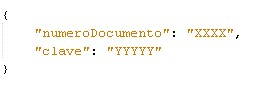 {
"numeroDocumento": "XXXX",
"clave": "YYYYY"
}